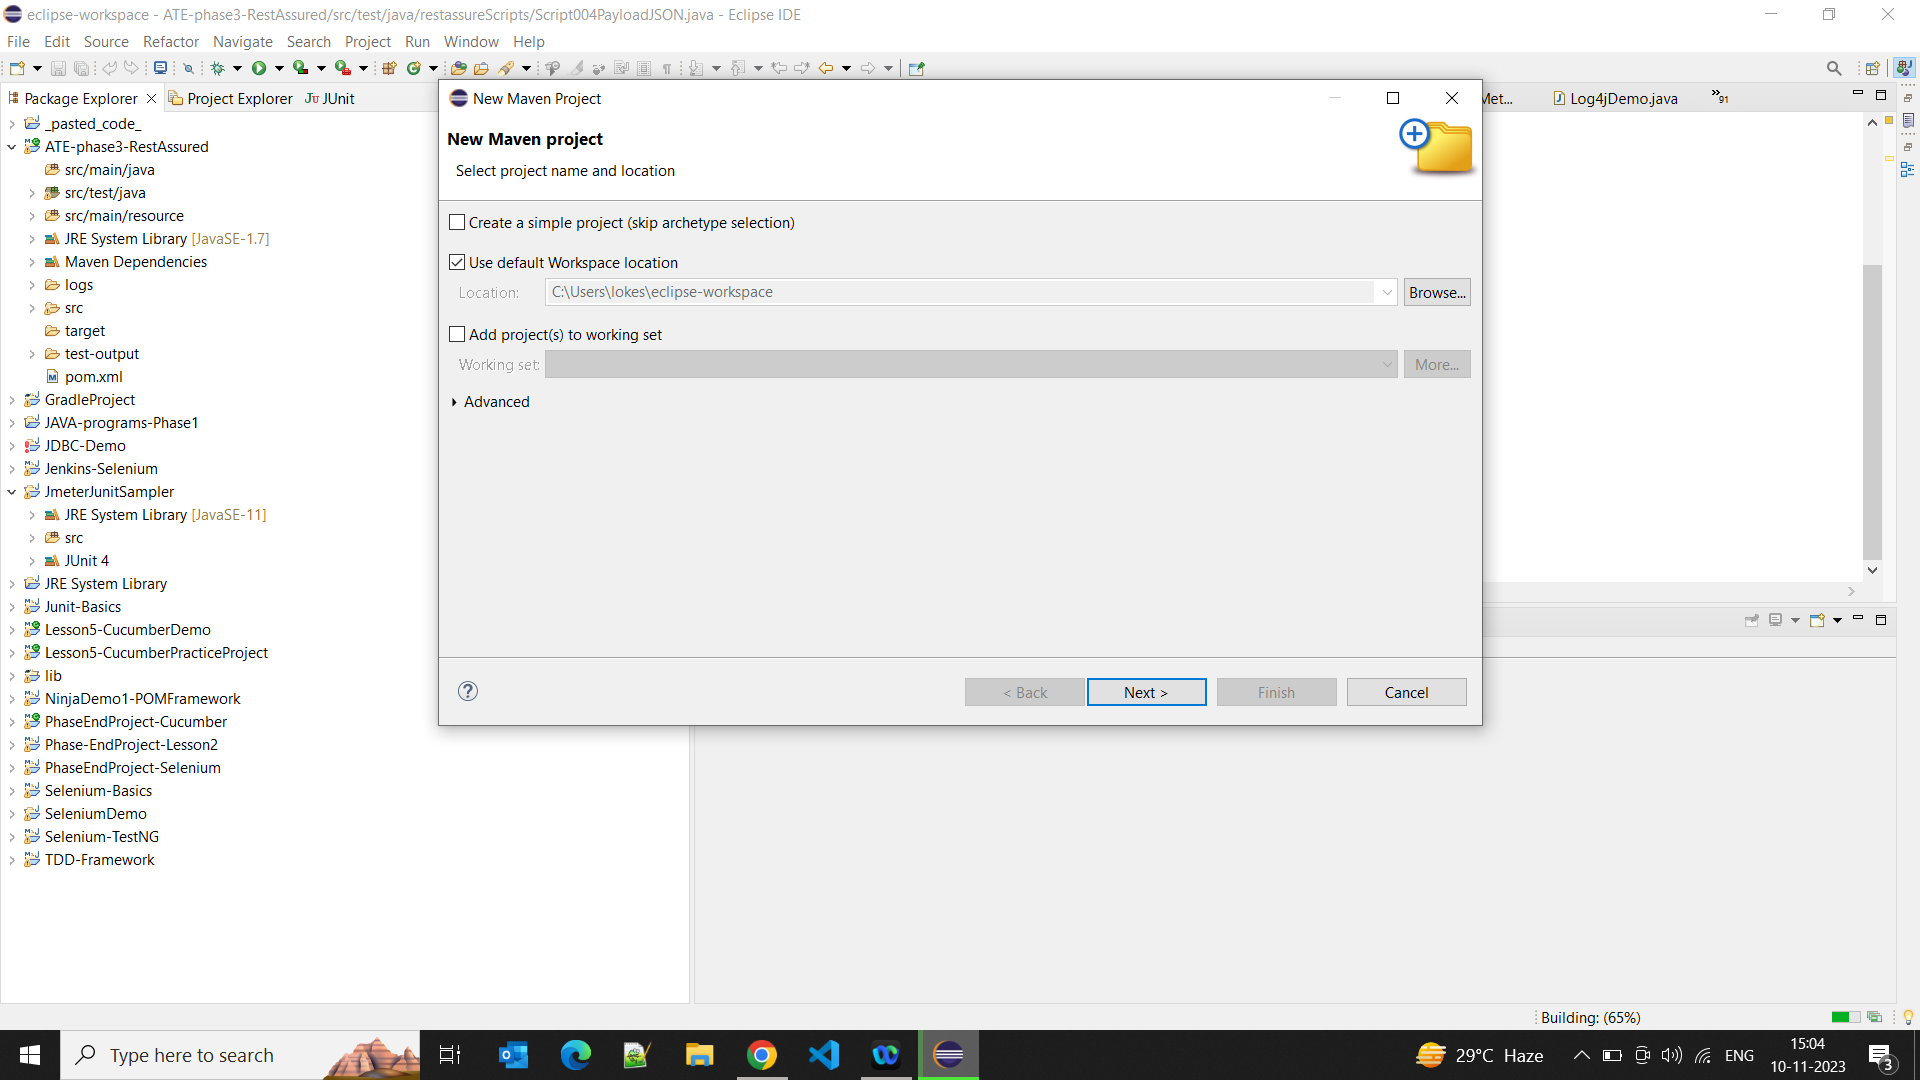 eclipse-workspace - ATE-phase3-RestAssured/src/test/java/restassureScripts/Script004PayloadJSON.java - Eclipse IDE
File Edit Source Refactor Navigate Search Project Run Window Help
Package Explorer Project Explorer JUnit
Met... Log4jDemo.java »91
_pasted_code_
ATE-phase3-RestAssured
src/main/java
src/test/java
src/main/resource
JRE System Library [JavaSE-1.7]
Maven Dependencies
logs
src
target
test-output
pom.xml
GradleProject
JAVA-programs-Phase1
JDBC-Demo
Jenkins-Selenium
JmeterJunitSampler
JRE System Library [JavaSE-11]
src
JUnit 4
JRE System Library
Junit-Basics
Lesson5-CucumberDemo
Lesson5-CucumberPracticeProject
lib
NinjaDemo1-POMFramework
PhaseEndProject-Cucumber
Phase-EndProject-Lesson2
PhaseEndProject-Selenium
Selenium-Basics
SeleniumDemo
Selenium-TestNG
TDD-Framework
New Maven Project
New Maven project
Select project name and location
Create a simple project (skip archetype selection)
Use default Workspace location
Location: C:\Users\lokes\eclipse-workspace Browse...
Add project(s) to working set
Working set: More...
Advanced
< Back Next > Finish Cancel
Building: (65%)
Type here to search
29°C Haze
ENG
15:04
10-11-2023
3